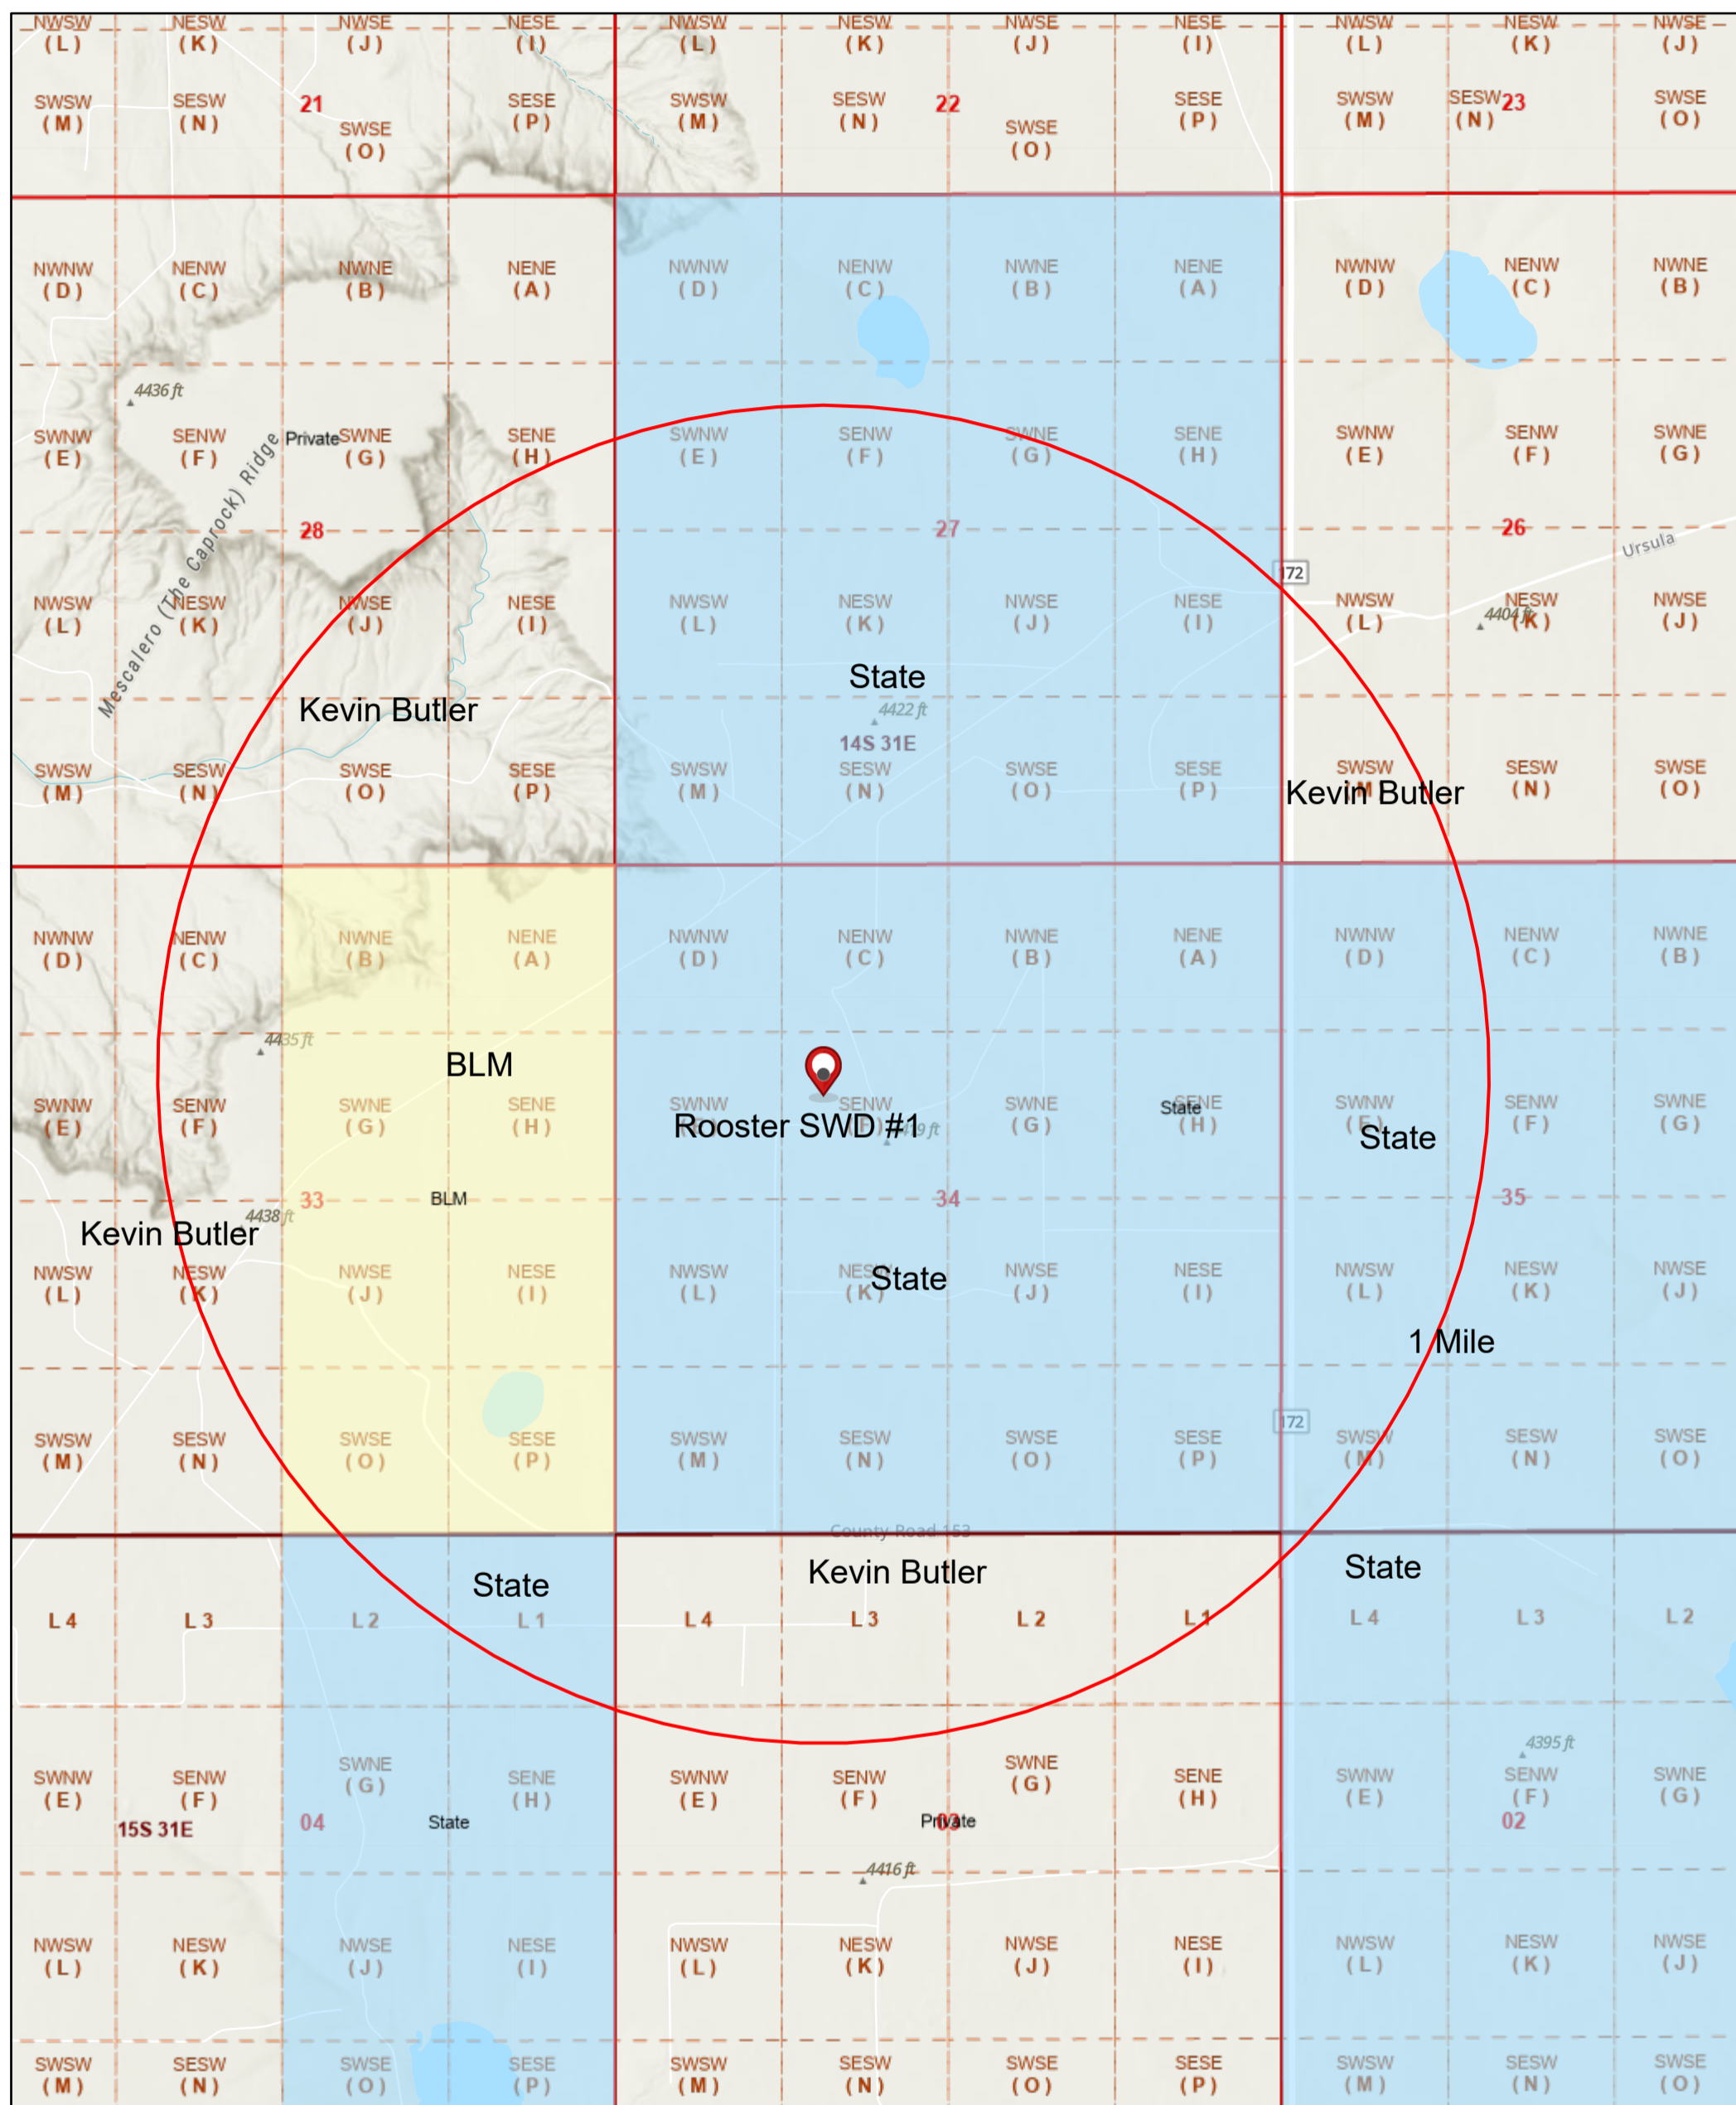 NWSW NESW NWSE NESE NWSW NESW NWSE NESE NWSW NESW NWSE
(L) (K) (J) (I) (L) (K) (J) (I) (L) (K) (J)
SWSW SESW 21 SESE SWSW SESW 22 SESE SWSW SESW 23 SWSE
(M) (N) (P) (M) (N) (P) (M) (N) (O)
SWSE SWSE
(O) (O)
NWNW NENW NWNE NENE NWNW NENW NWNE NENE NWNW NENW NWNE
(D) (C) (B) (A) (D) (C) (B) (A) (D) (C) (B)
4436 ft
SWNW SENW Private SWNE SENE SWNW SENW SWNE SENE SWNW SENW SWNE
(E) (F) (G) (H) (E) (F) (G) (H) (E) (F) (G)
Mescalero (The Caprock) Ridge
28 27 26
Ursula
172
NWSW NESW NWSE NESE NWSW NESW NWSE NESE NWSW NESW NWSE
(L) (K) (J) (I) (L) (K) (J) (I) (L) 4404 ft (K) (J)
State
Kevin Butler 4422 ft
14S 31E
SWSW SESW SWSE SESE SWSW SESW SWSE SESE SWSW SESW SWSE
(M) (N) (O) (P) (M) (N) (O) (P) (M) (N) (O)
Kevin Butler
NWNW NENW NWNE NENE NWNW NENW NWNE NENE NWNW NENW NWNE
(D) (C) (B) (A) (D) (C) (B) (A) (D) (C) (B)
4435 ft
BLM
SWNW SENW SWNE SENE SWNW SENW SWNE State SENE SWNW SENW SWNE
(E) (F) (G) (H) (F) (G) (H) (E) (F) (G)
Rooster SWD #1
State
33 BLM 34 35
4438 ft
Kevin Butler
NWSW NESW NWSE NESE NWSW NESW NWSE NESE NWSW NESW NWSE
(L) (K) (J) (I) (L) (K) (J) (I) (L) (K) (J)
State
1 Mile
172
SWSW SESW SWSE SESE SWSW SESW SWSE SESE SWSW SESW SWSE
(M) (N) (O) (P) (M) (N) (O) (P) (M) (N) (O)
County Road 153
State Kevin Butler State
L 4 L 3 L 2 L 1 L 4 L 3 L 2 L 1 L 4 L 3 L 2
4395 ft
SWNW SENW SWNE SENE SWNW SENW SWNE SENE SWNW SENW SWNE
(E) (F) (G) (H) (E) (F) (G) (H) (E) (F) (G)
15S 31E 04 State Private 03 02
4416 ft
NWSW NESW NWSE NESE NWSW NESW NWSE NESE NWSW NESW NWSE
(L) (K) (J) (I) (L) (K) (J) (I) (L) (K) (J)
SWSW SESW SWSE SESE SWSW SESW SWSE SESE SWSW SESW SWSE
(M) (N) (O) (P) (M) (N) (O) (P) (M) (N) (O)